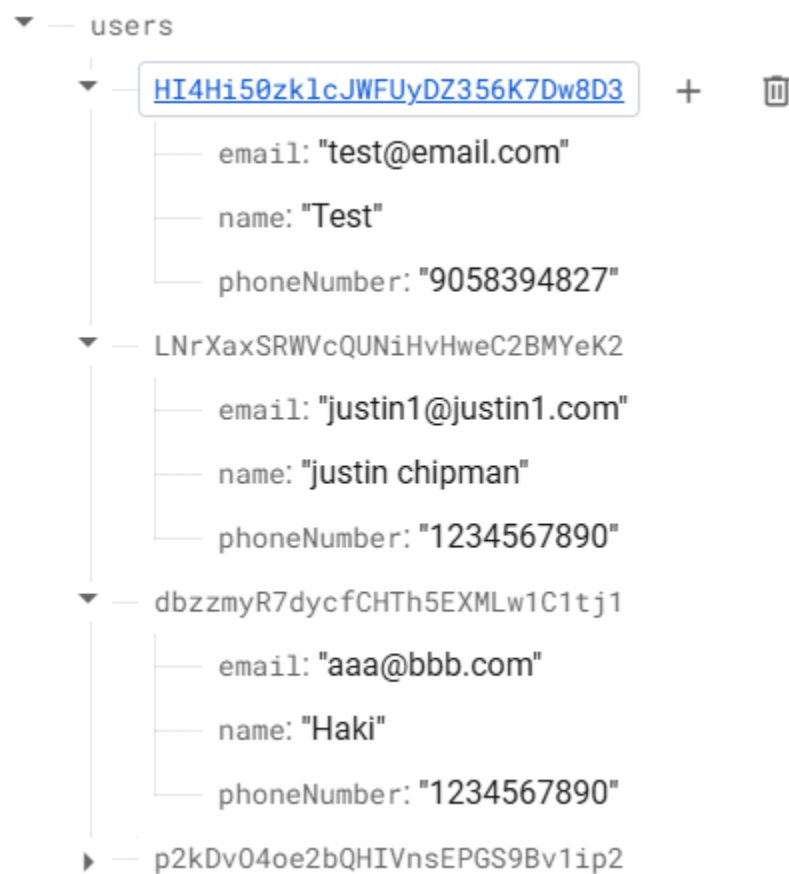 users
HI4Hi50zklcJWFUyDZ356K7Dw8D3
email: "test@email.com"
name: "Test"
phoneNumber: "9058394827"
LNrXaxSRWVcQUNiHvHweC2BMYeK2
email: "justin1@justin1.com"
name: "justin chipman"
phoneNumber: "1234567890"
dbzzmyR7dycfCHTh5EXMLw1C1tj1
email: "aaa@bbb.com"
name: "Haki"
phoneNumber: "1234567890"
p2kDvO4oe2bQHIVnsEPGS9Bv1ip2